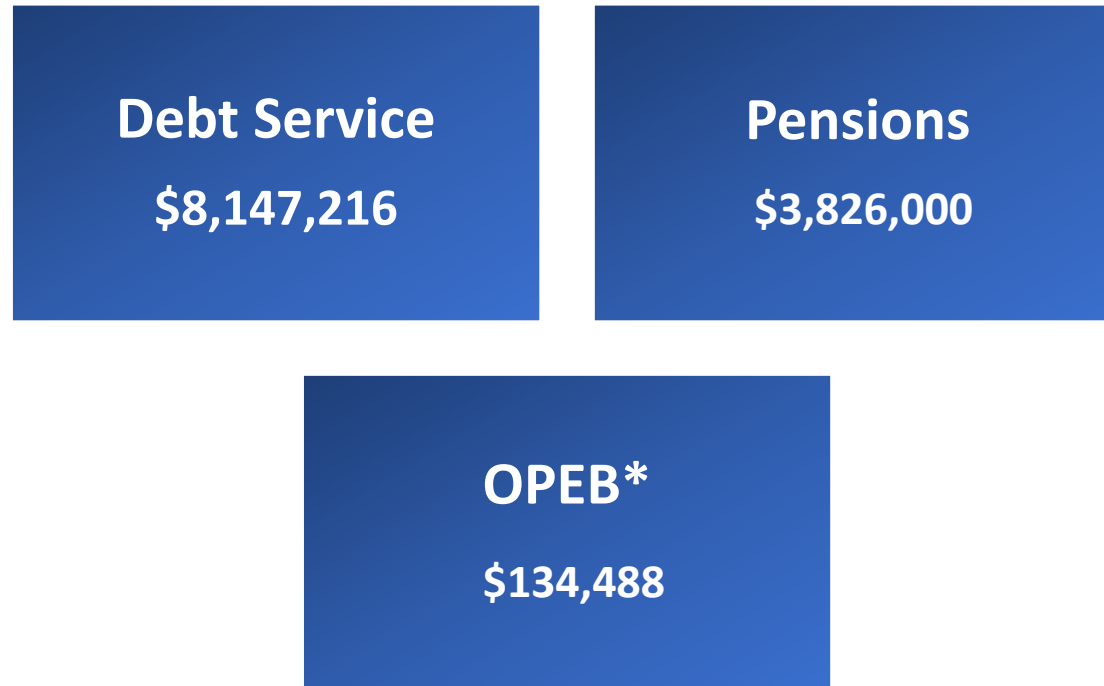 Debt Service
$8,147,216
Pensions
$3,826,000
OPEB*
$134,488